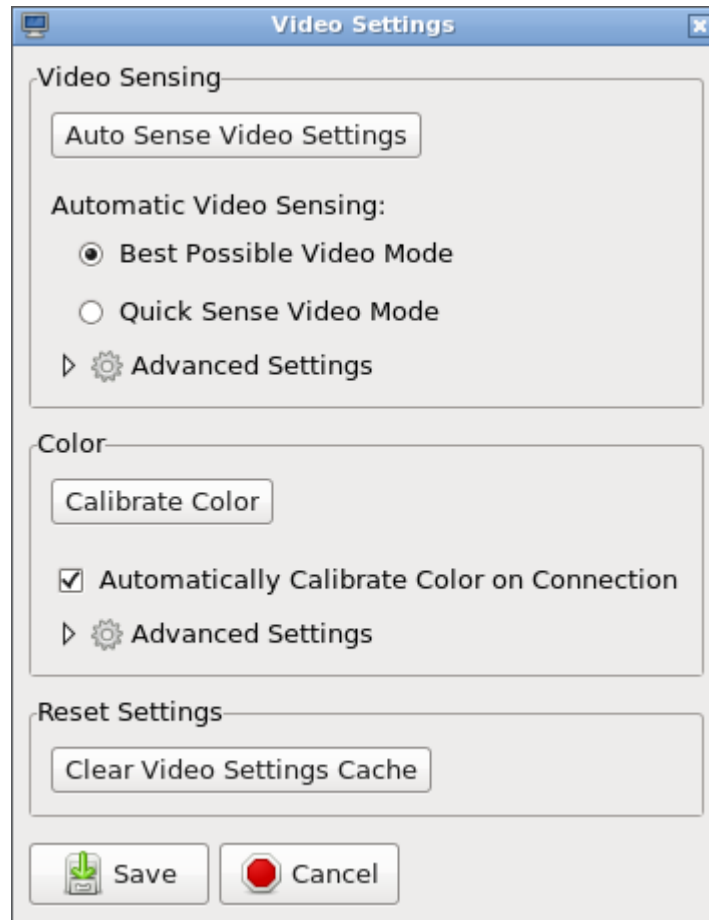 Video Settings
Video Sensing
Auto Sense Video Settings
Automatic Video Sensing:
Best Possible Video Mode
Quick Sense Video Mode
Advanced Settings
Color
Calibrate Color
Automatically Calibrate Color on Connection
Advanced Settings
Reset Settings
Clear Video Settings Cache
Save Cancel